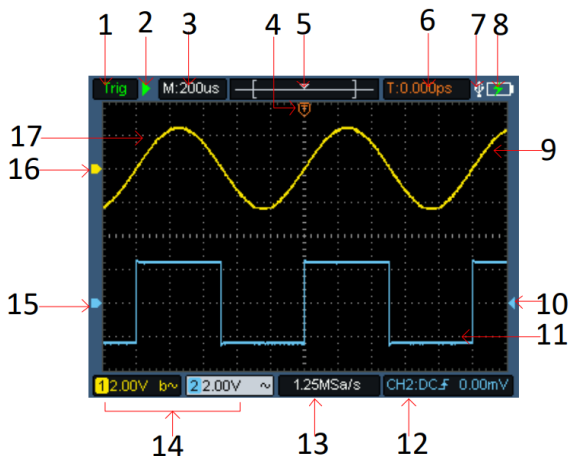 1 2 3 4 5 6 7 8
Trig M:200us [ ] T:0.000ps
T
17
16
9
15
10
11
1 2.00V b~ 2 2.00V ~ 1.25MSa/s CH2:DC 0.00mV
14 13 12